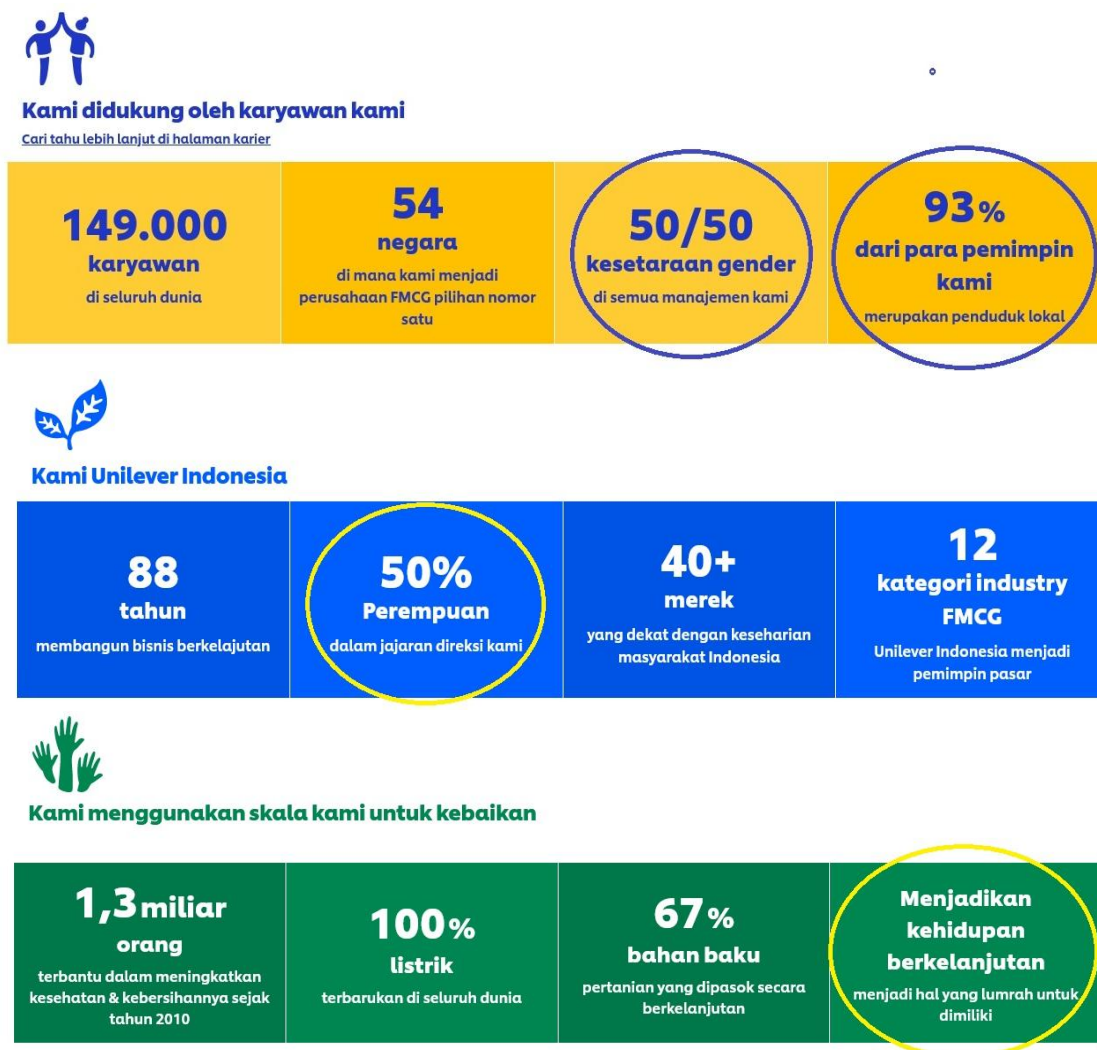 Kami didukung oleh karyawan kami
Cari tahu lebih lanjut di halaman karier
149.000
karyawan
di seluruh dunia
54
negara
di mana kami menjadi
perusahaan FMCG pilihan nomor
satu
50/50
kesetaraan gender
di semua manajemen kami
93%
dari para pemimpin
kami
merupakan penduduk lokal
Kami Unilever Indonesia
88
tahun
membangun bisnis berkelajutan
50%
Perempuan
dalam jajaran direksi kami
40+
merek
yang dekat dengan keseharian
masyarakat Indonesia
12
kategori industry
FMCG
Unilever Indonesia menjadi
pemimpin pasar
Kami menggunakan skala kami untuk kebaikan
1,3 miliar
orang
terbantu dalam meningkatkan
kesehatan & kebersihannya sejak
tahun 2010
100%
listrik
terbarukan di seluruh dunia
67%
bahan baku
pertanian yang dipasok secara
berkelanjutan
Menjadikan
kehidupan
berkelanjutan
menjadi hal yang lumrah untuk
dimiliki